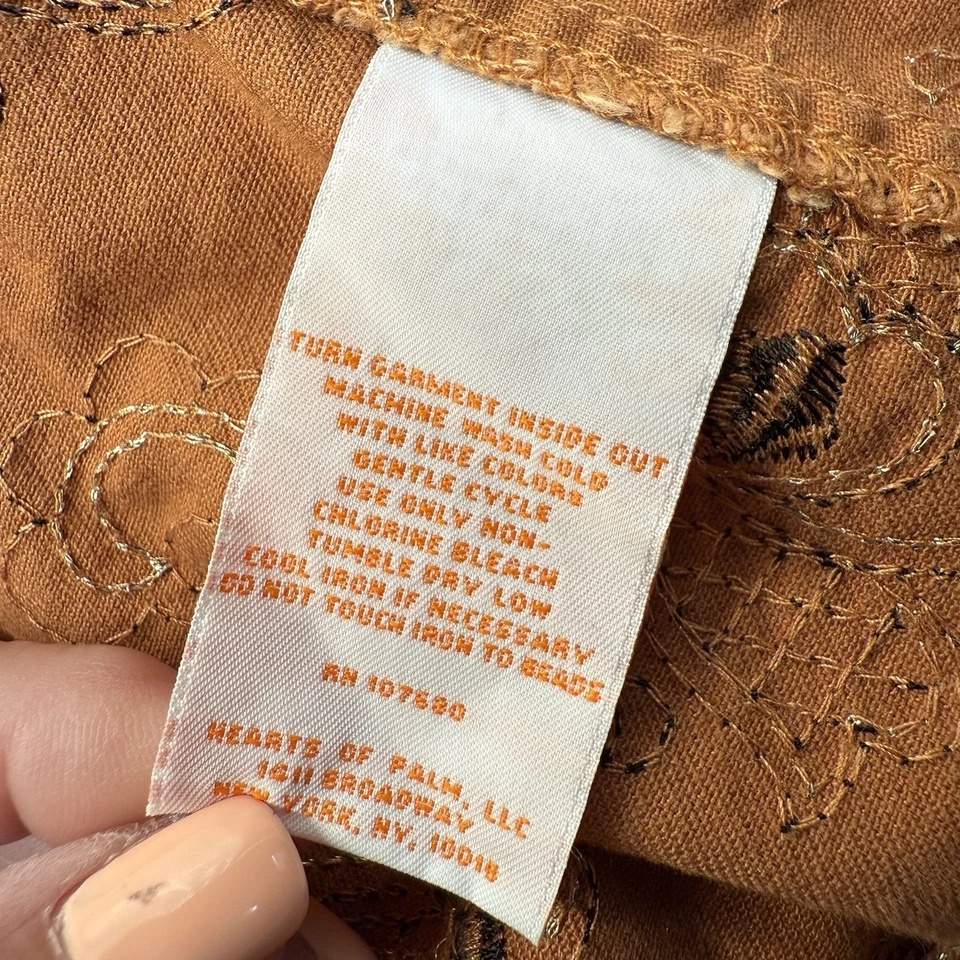 TURN GARMENT INSIDE OUT
MACHINE WASH COLD
WITH LIKE COLORS
GENTLE CYCLE
USE ONLY NON-
CHLORINE BLEACH
TUMBLE DRY LOW
COOL IRON IF NECESSARY
DO NOT TOUCH IRON TO BEADS
RN 107580
HEARTS OF PALM, LLC
1411 BROADWAY
NEW YORK, NY, 10018